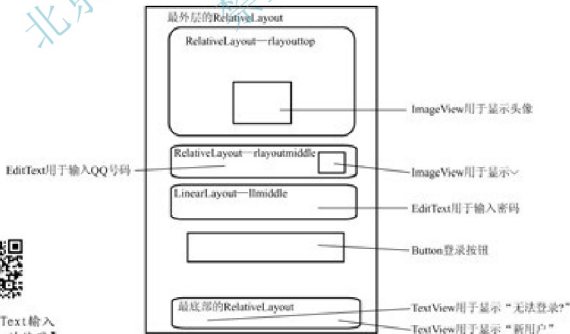 北京
最外层的RelativeLayout
RelativeLayout—rlayouttop
ImageView用于显示头像
RelativeLayout—rlayoutmiddle
EditText用于输入QQ号码
ImageView用于显示∨
LinearLayout—llmiddle
EditText用于输入密码
Button登录按钮
最底部的RelativeLayout
TextView用于显示“无法登录?”
TextView用于显示“新用户”
Text输入